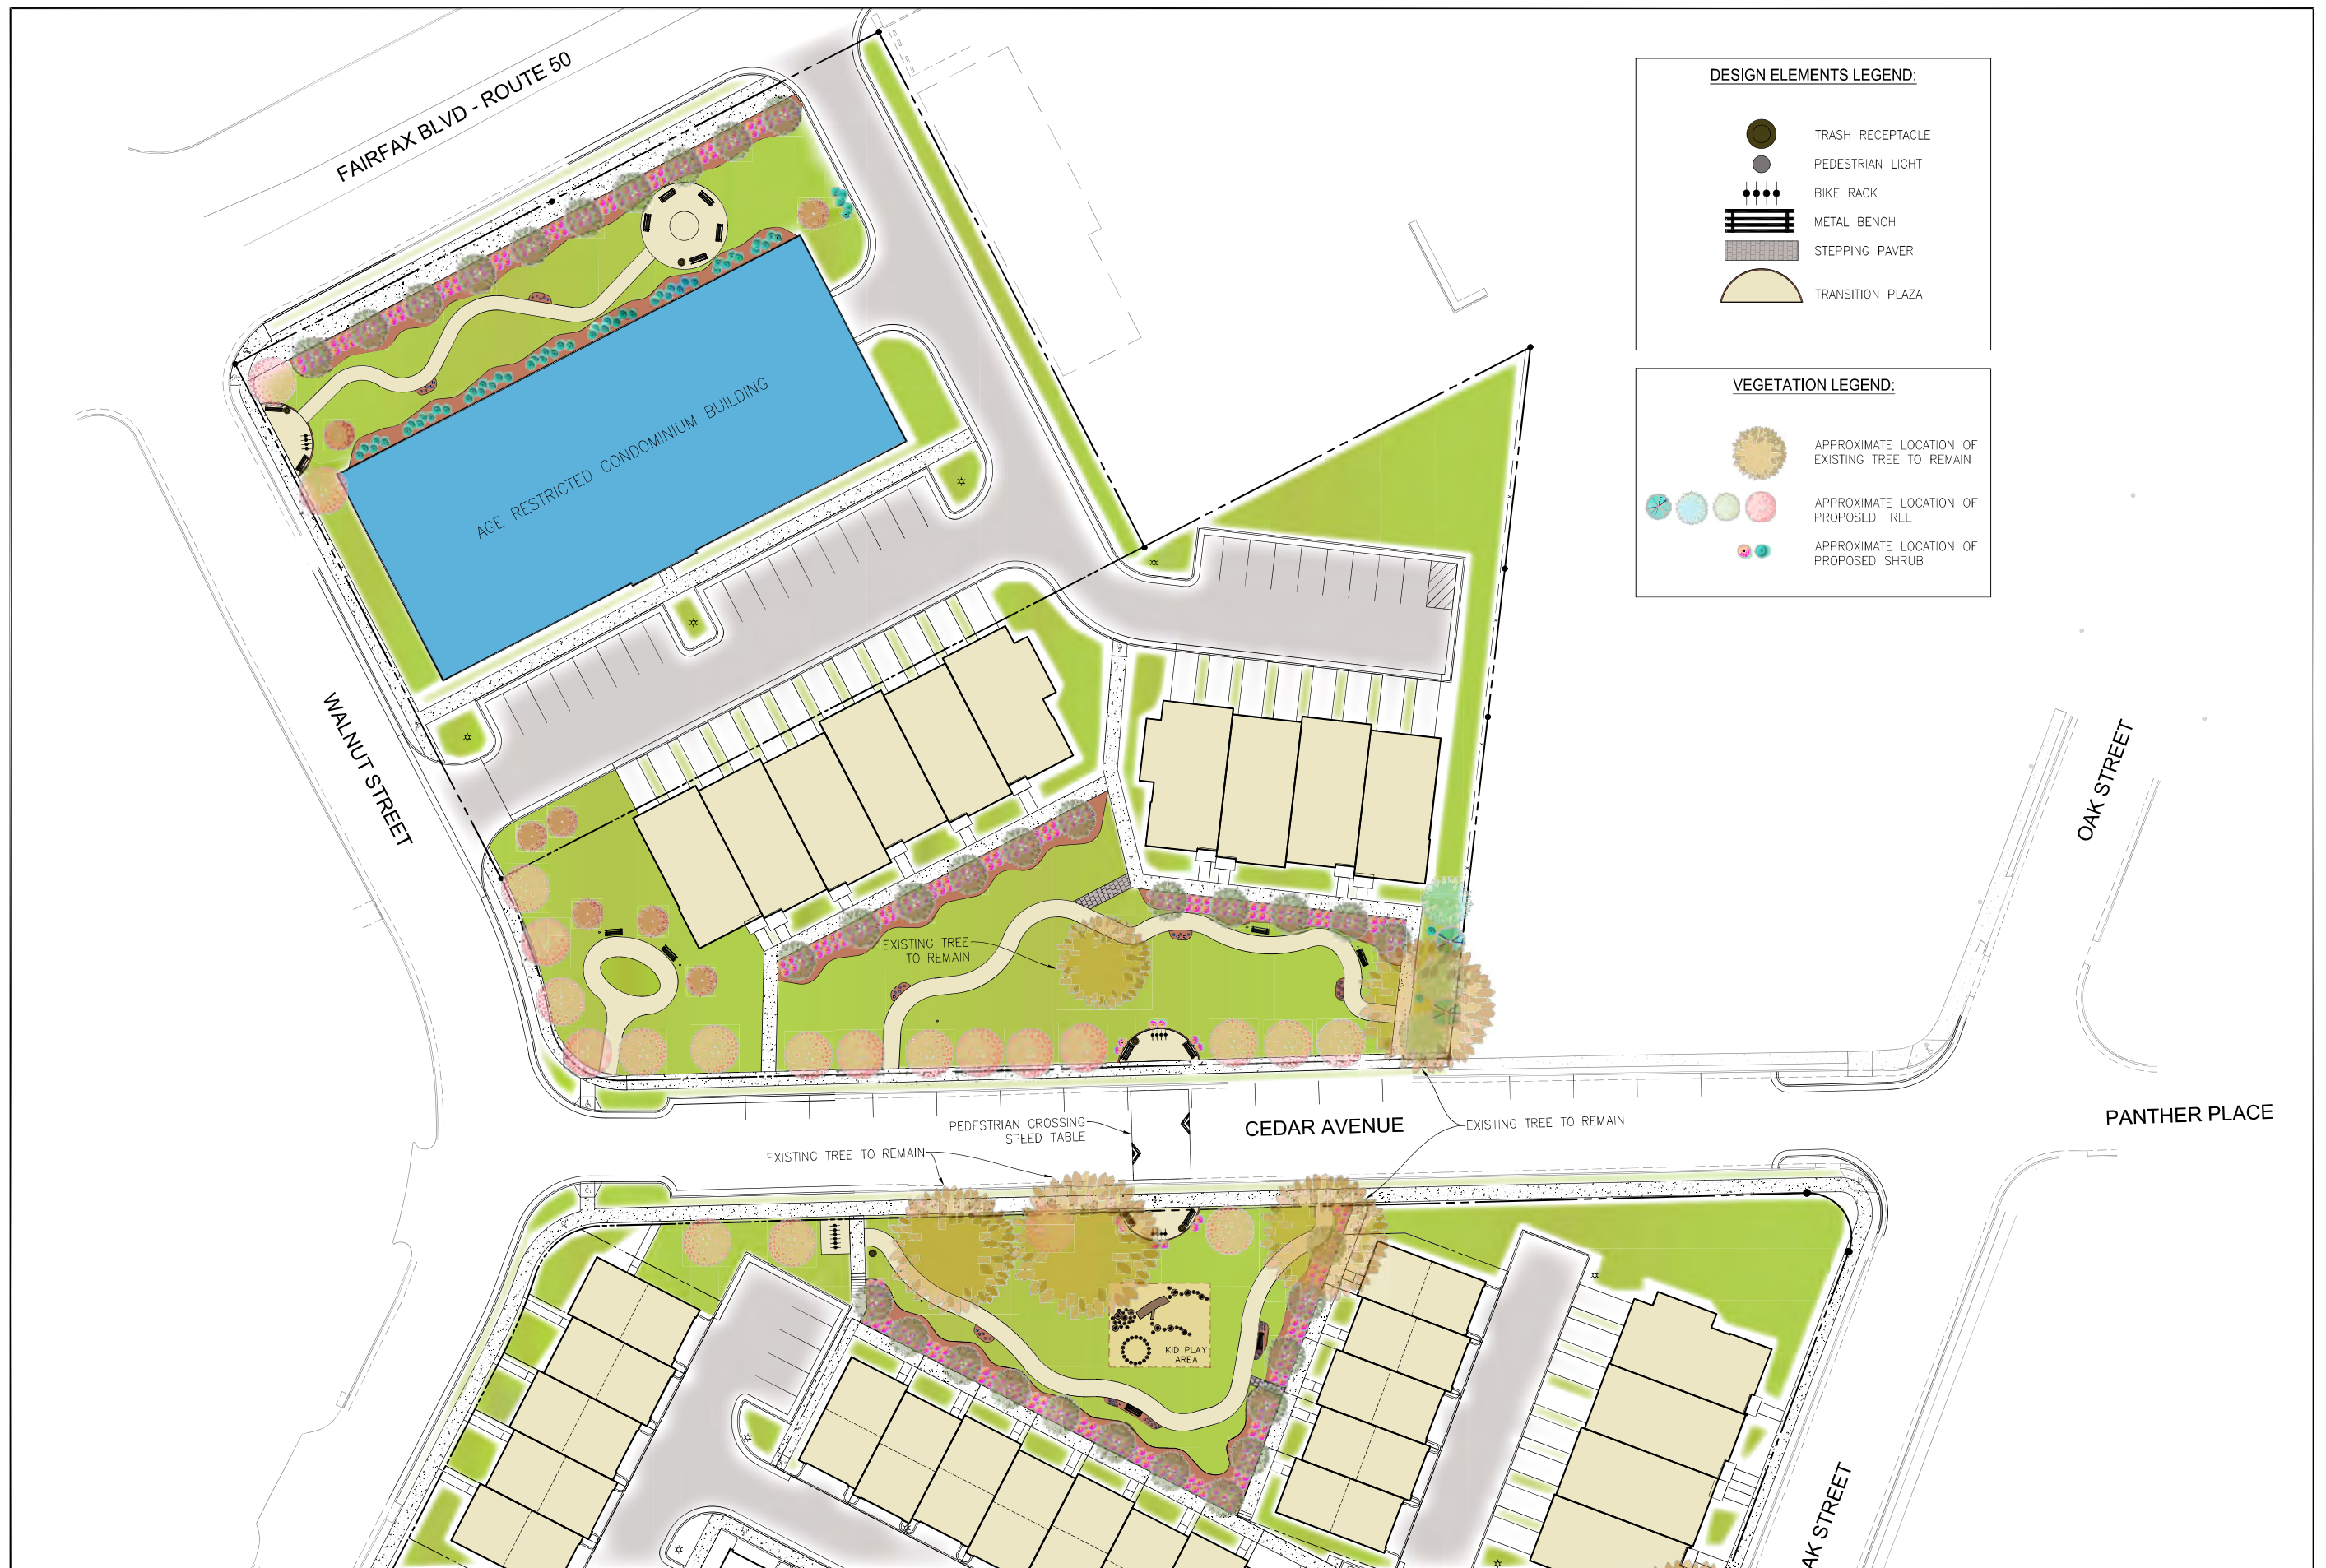 FAIRFAX BLVD - ROUTE 50
DESIGN ELEMENTS LEGEND:
TRASH RECEPTACLE
PEDESTRIAN LIGHT
BIKE RACK
METAL BENCH
STEPPING PAVER
TRANSITION PLAZA
VEGETATION LEGEND:
APPROXIMATE LOCATION OF
EXISTING TREE TO REMAIN
APPROXIMATE LOCATION OF
PROPOSED TREE
APPROXIMATE LOCATION OF
PROPOSED SHRUB
AGE RESTRICTED CONDOMINIUM BUILDING
WALNUT STREET
OAK STREET
EXISTING TREE
TO REMAIN
PEDESTRIAN CROSSING
SPEED TABLE
CEDAR AVENUE
EXISTING TREE TO REMAIN
PANTHER PLACE
EXISTING TREE TO REMAIN
KID PLAY
AREA
AK STREET